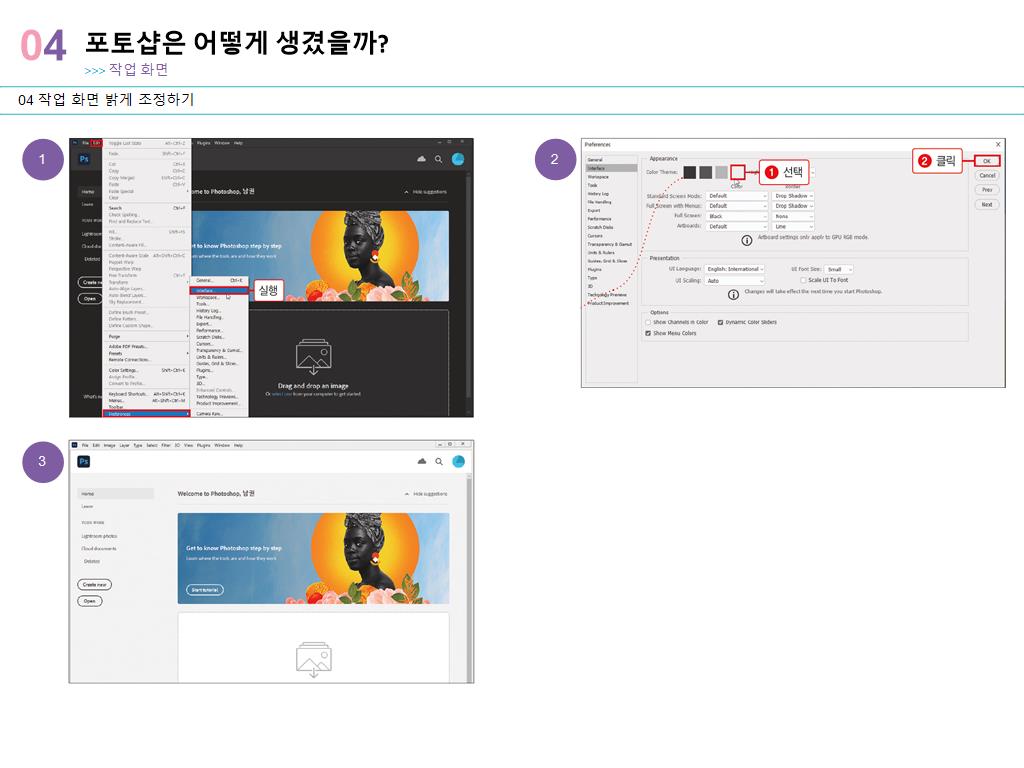 04
포토샵은 어떻게 생겼을까?
>>> 작업 화면
04 작업 화면 밝게 조정하기
1
File Edit Plugins Window Help
Ps
Home
Learn
Lightroom
Cloud docum
Deleted
Create new
Open
What's ne
me to Photoshop, 남권
Hide suggestions
now Photoshop step by step
where the tools are and how they work
Drag and drop an image
Or select one from your computer to get started.
Toggle Last State Alt+Ctrl+Z
Fade... Shift+Ctrl+F
Cut Ctrl+X
Copy Ctrl+C
Copy Merged Shift+Ctrl+C
Paste Ctrl+V
Paste Special
Clear
Search Ctrl+F
Check Spelling...
Find and Replace Text...
Fill... Shift+F5
Stroke...
Content-Aware Fill...
Content-Aware Scale Alt+Shift+Ctrl+C
Puppet Warp
Perspective Warp
Free Transform Ctrl+T
Transform
Auto-Align Layers...
Auto-Blend Layers...
Sky Replacement...
Define Brush Preset...
Define Pattern...
Define Custom Shape...
Purge
Adobe PDF Presets...
Presets
Remote Connections...
Color Settings... Shift+Ctrl+K
Assign Profile...
Convert to Profile...
Keyboard Shortcuts... Alt+Shift+Ctrl+K
Menus... Alt+Shift+Ctrl+M
Toolbar...
Preferences
General... Ctrl+K
Interface...
Workspace...
Tools...
History Log...
File Handling...
Export...
Performance...
Scratch Disks...
Cursors...
Transparency & Gamut...
Units & Rulers...
Guides, Grid & Slices...
Plugins...
Type...
3D...
Enhanced Controls...
Technology Previews...
Product Improvement...
Camera Raw...
실행
2
Preferences
General
Interface
Workspace
Tools
History Log
File Handling
Export
Performance
Scratch Disks
Cursors
Transparency & Gamut
Units & Rulers
Guides, Grid & Slices
Plugins
Type
3D
Technology Previews
Product Improvement
Appearance
Color Theme:
1 선택
2 클릭
OK
Cancel
Prev
Next
Color Border
Standard Screen Mode: Default Drop Shadow
Full Screen with Menus: Default Drop Shadow
Full Screen: Black None
Artboards: Default Line
Artboard settings only apply to GPU RGB mode.
Presentation
UI Language: English: International UI Font Size: Small
UI Scaling: Auto Scale UI To Font
Changes will take effect the next time you start Photoshop.
Options
Show Channels in Color Dynamic Color Sliders
Show Menu Colors
3
Ps File Edit Image Layer Type Select Filter 3D View Plugins Window Help
Ps
Home
Learn
Lightroom photos
Cloud documents
Deleted
Create new
Open
Welcome to Photoshop, 남권
Hide suggestions
Get to know Photoshop step by step
Learn where the tools are and how they work
Start tutorial